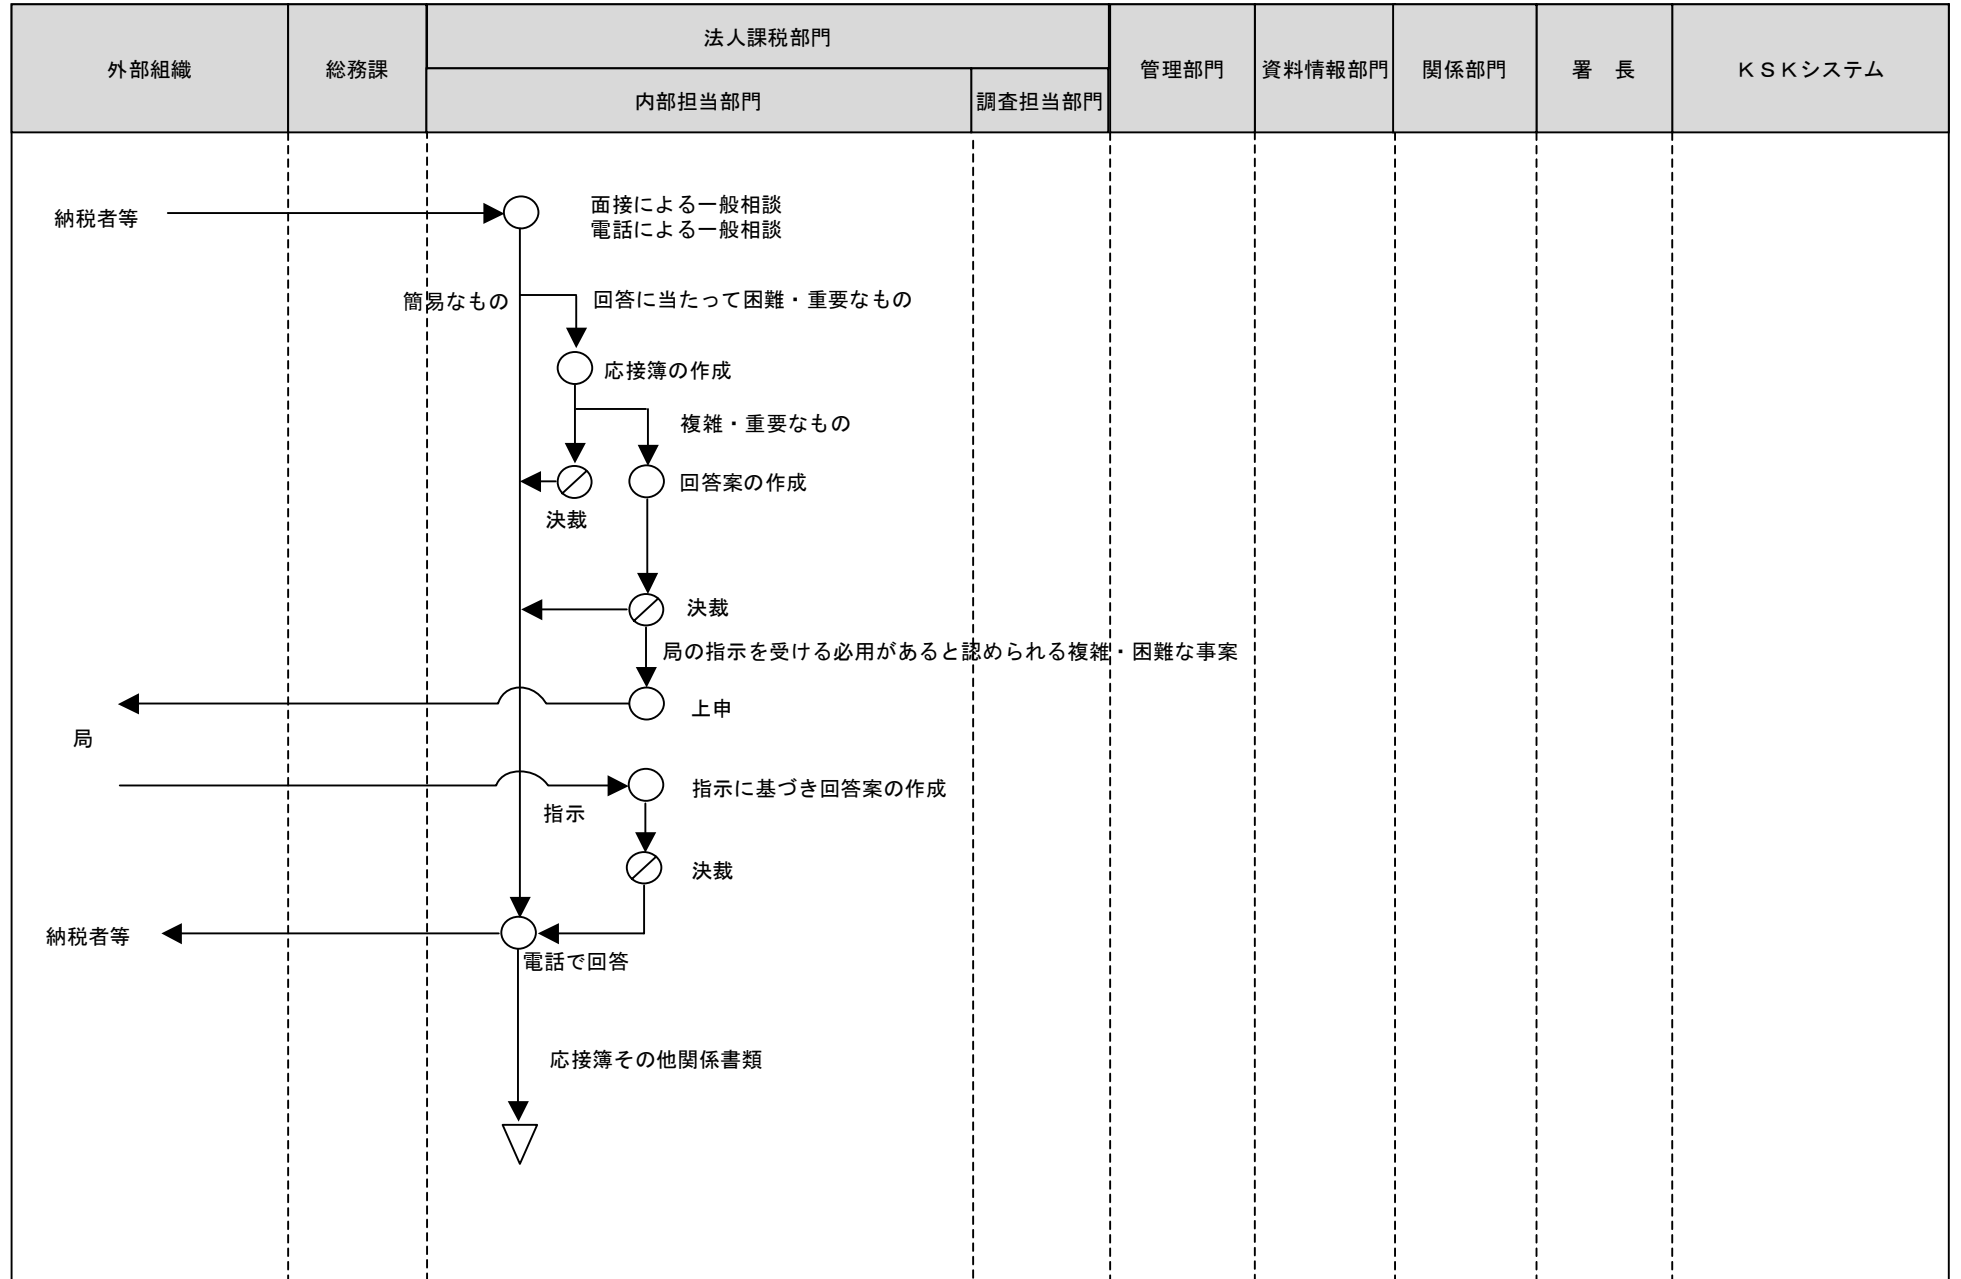 外部組織
総務課
法人課税部門
内部担当部門
調査担当部門
管理部門
資料情報部門
関係部門
署　長
ＫＳＫシステム
納税者等
面接による一般相談
電話による一般相談
簡易なもの
回答に当たって困難・重要なもの
応接簿の作成
複雑・重要なもの
回答案の作成
決裁
決裁
局の指示を受ける必用があると認められる複雑・困難な事案
上申
局
指示に基づき回答案の作成
指示
決裁
納税者等
電話で回答
応接簿その他関係書類